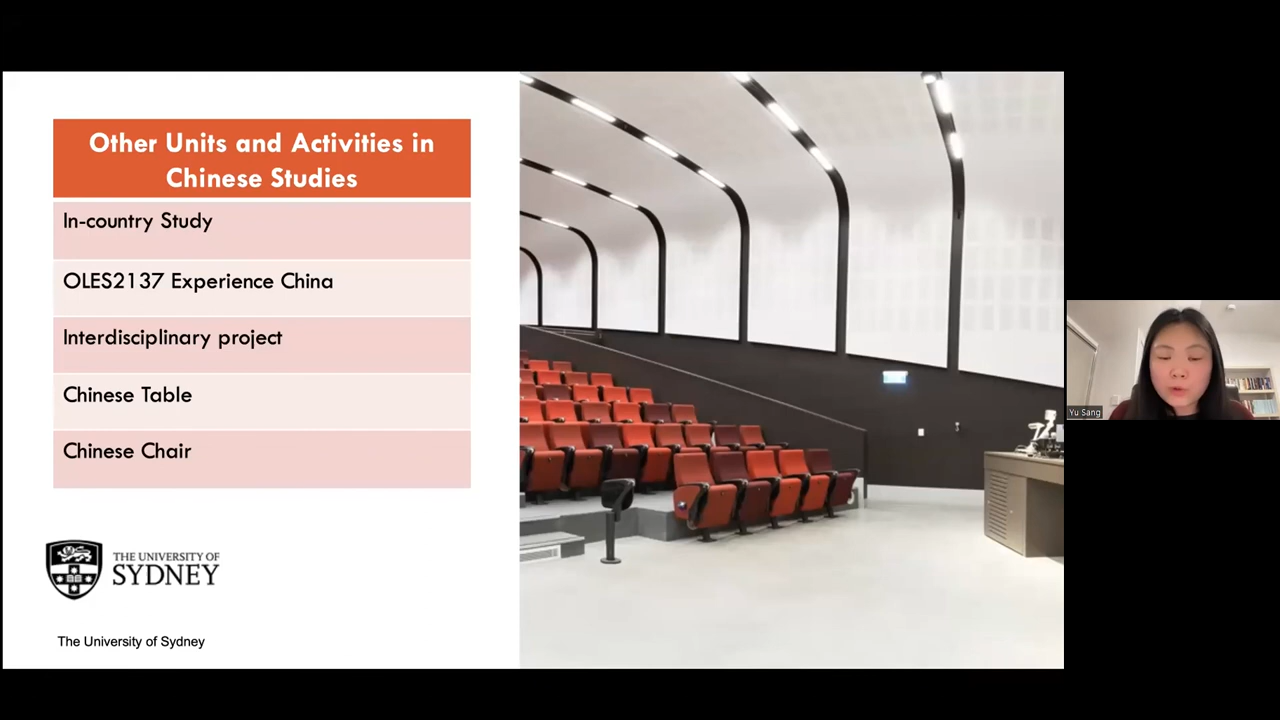 Other Units and Activities in
Chinese Studies
In-country Study
OLES2137 Experience China
Interdisciplinary project
Chinese Table
Chinese Chair
THE UNIVERSITY OF
SYDNEY
The University of Sydney
Yu Sang